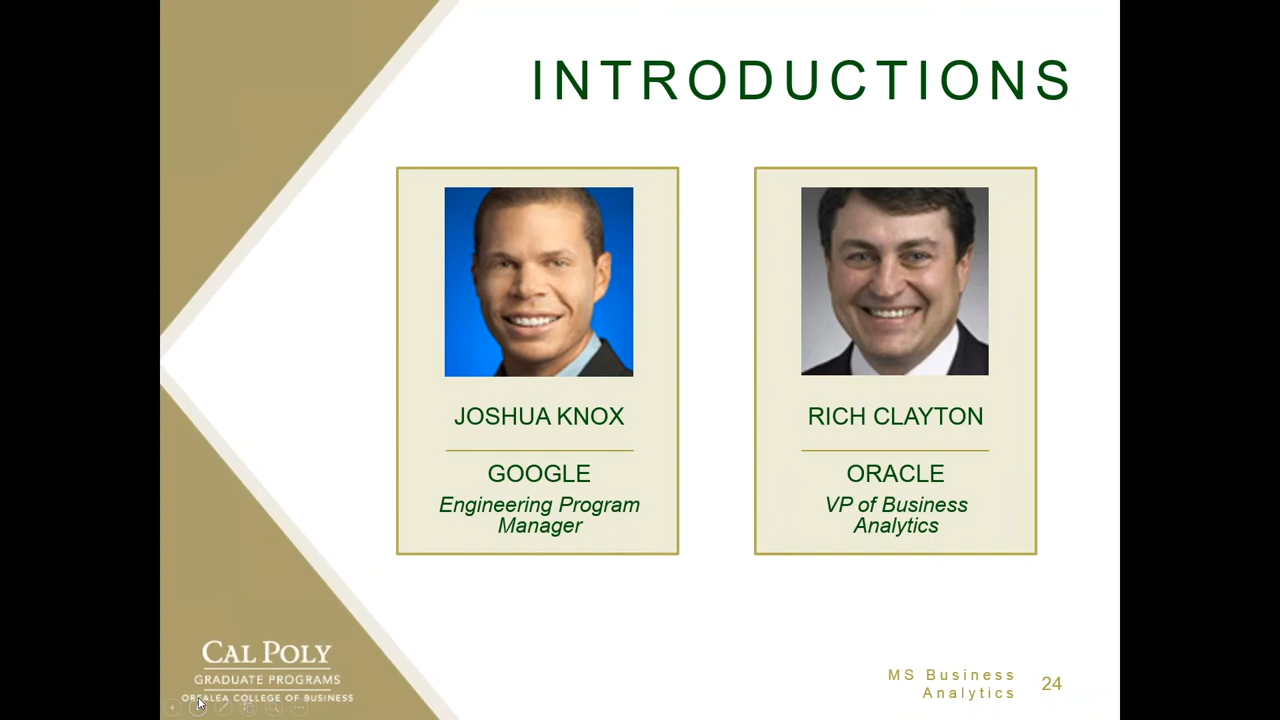 INTRODUCTIONS
JOSHUA KNOX
GOOGLE
Engineering Program
Manager
RICH CLAYTON
ORACLE
VP of Business
Analytics
CAL POLY
GRADUATE PROGRAMS
ORFALEA COLLEGE OF BUSINESS
MS Business
Analytics
24